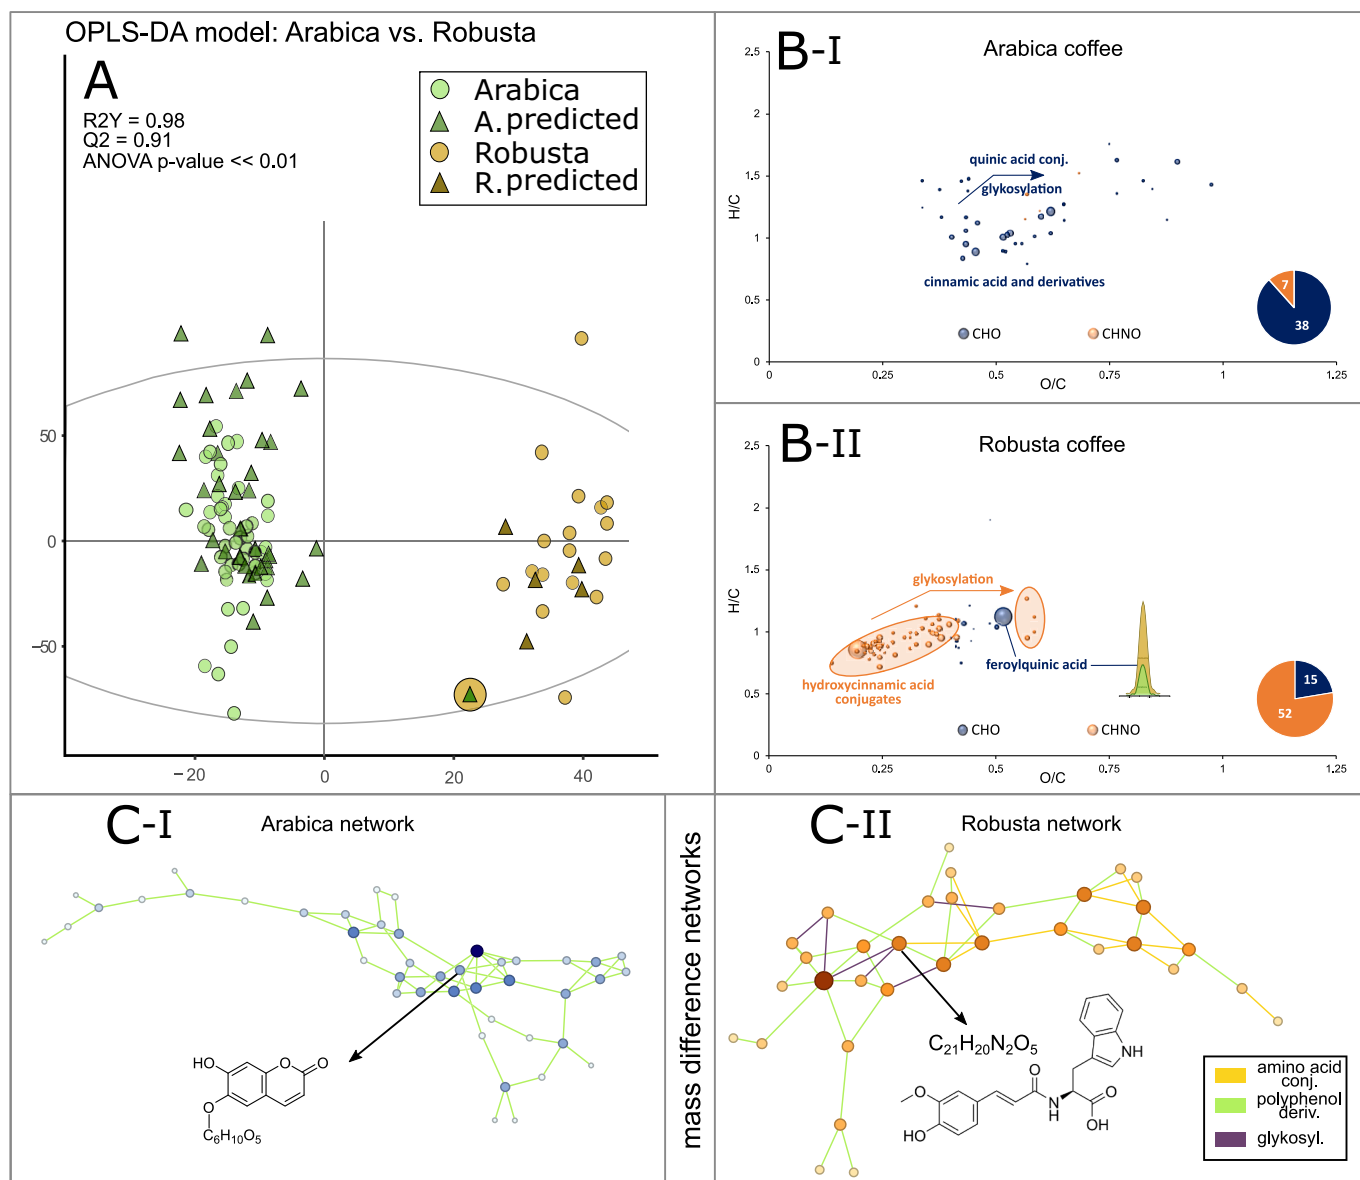 OPLS-DA model: Arabica vs. Robusta
A
R2Y = 0.98
Q2 = 0.91
ANOVA p-value << 0.01
Arabica
A.predicted
Robusta
R.predicted
50
0
−50
−20
0
20
40
B-I
Arabica coffee
2.5
2
1.5
1
0.5
0
H/C
quinic acid conj.
glykosylation
cinnamic acid and derivatives
CHO
CHNO
7
38
0
0.25
0.5
0.75
1
1.25
O/C
B-II
Robusta coffee
2.5
2
1.5
1
0.5
0
H/C
glykosylation
feroylquinic acid
hydroxycinnamic acid
conjugates
CHO
CHNO
15
52
0
0.25
0.5
0.75
1
1.25
O/C
C-I
Arabica network
HO
O
O
O
C6H10O5
mass difference networks
C-II
Robusta network
C21H20N2O5
NH
O
O
N
H
O
OH
HO
amino acid
conj.
polyphenol
deriv.
glykosyl.